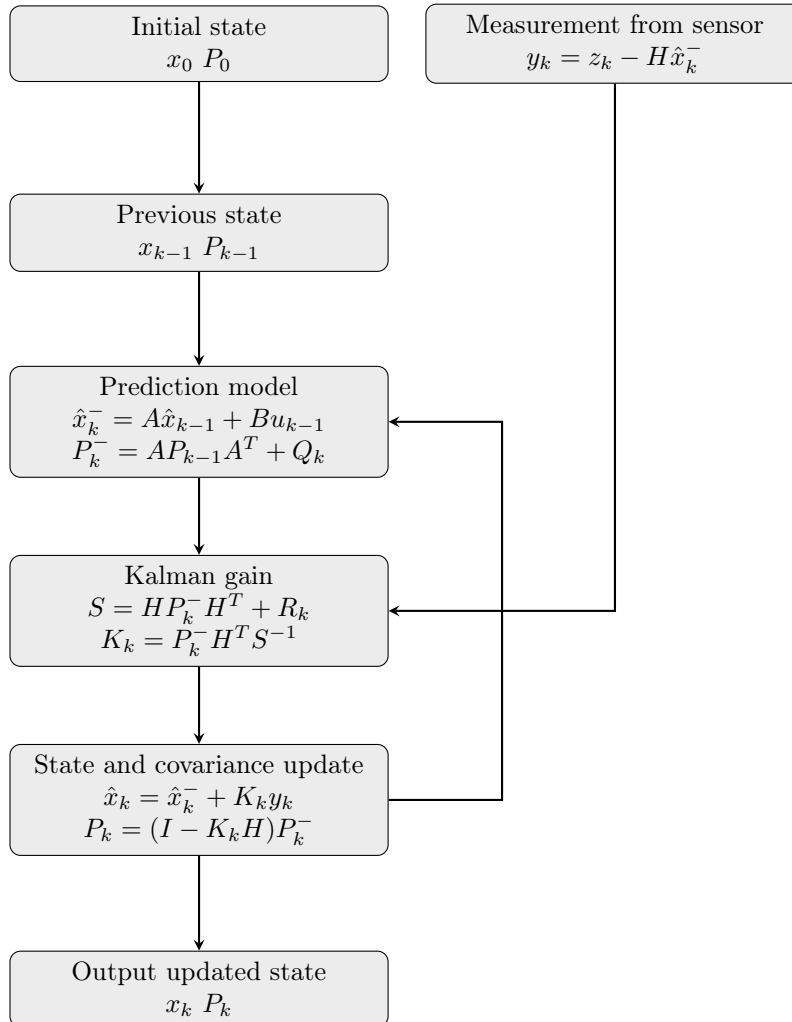 Initial state
$x_0\ P_0$
Measurement from sensor
$y_k = z_k - H\hat{x}_k^-$
Previous state
$x_{k-1}\ P_{k-1}$
Prediction model
$\hat{x}_k^- = A\hat{x}_{k-1} + Bu_{k-1}$
$P_k^- = AP_{k-1}A^T + Q_k$
Kalman gain
$S = HP_k^-H^T + R_k$
$K_k = P_k^-H^TS^{-1}$
State and covariance update
$\hat{x}_k = \hat{x}_k^- + K_ky_k$
$P_k = (I - K_kH)P_k^-$
Output updated state
$x_k\ P_k$